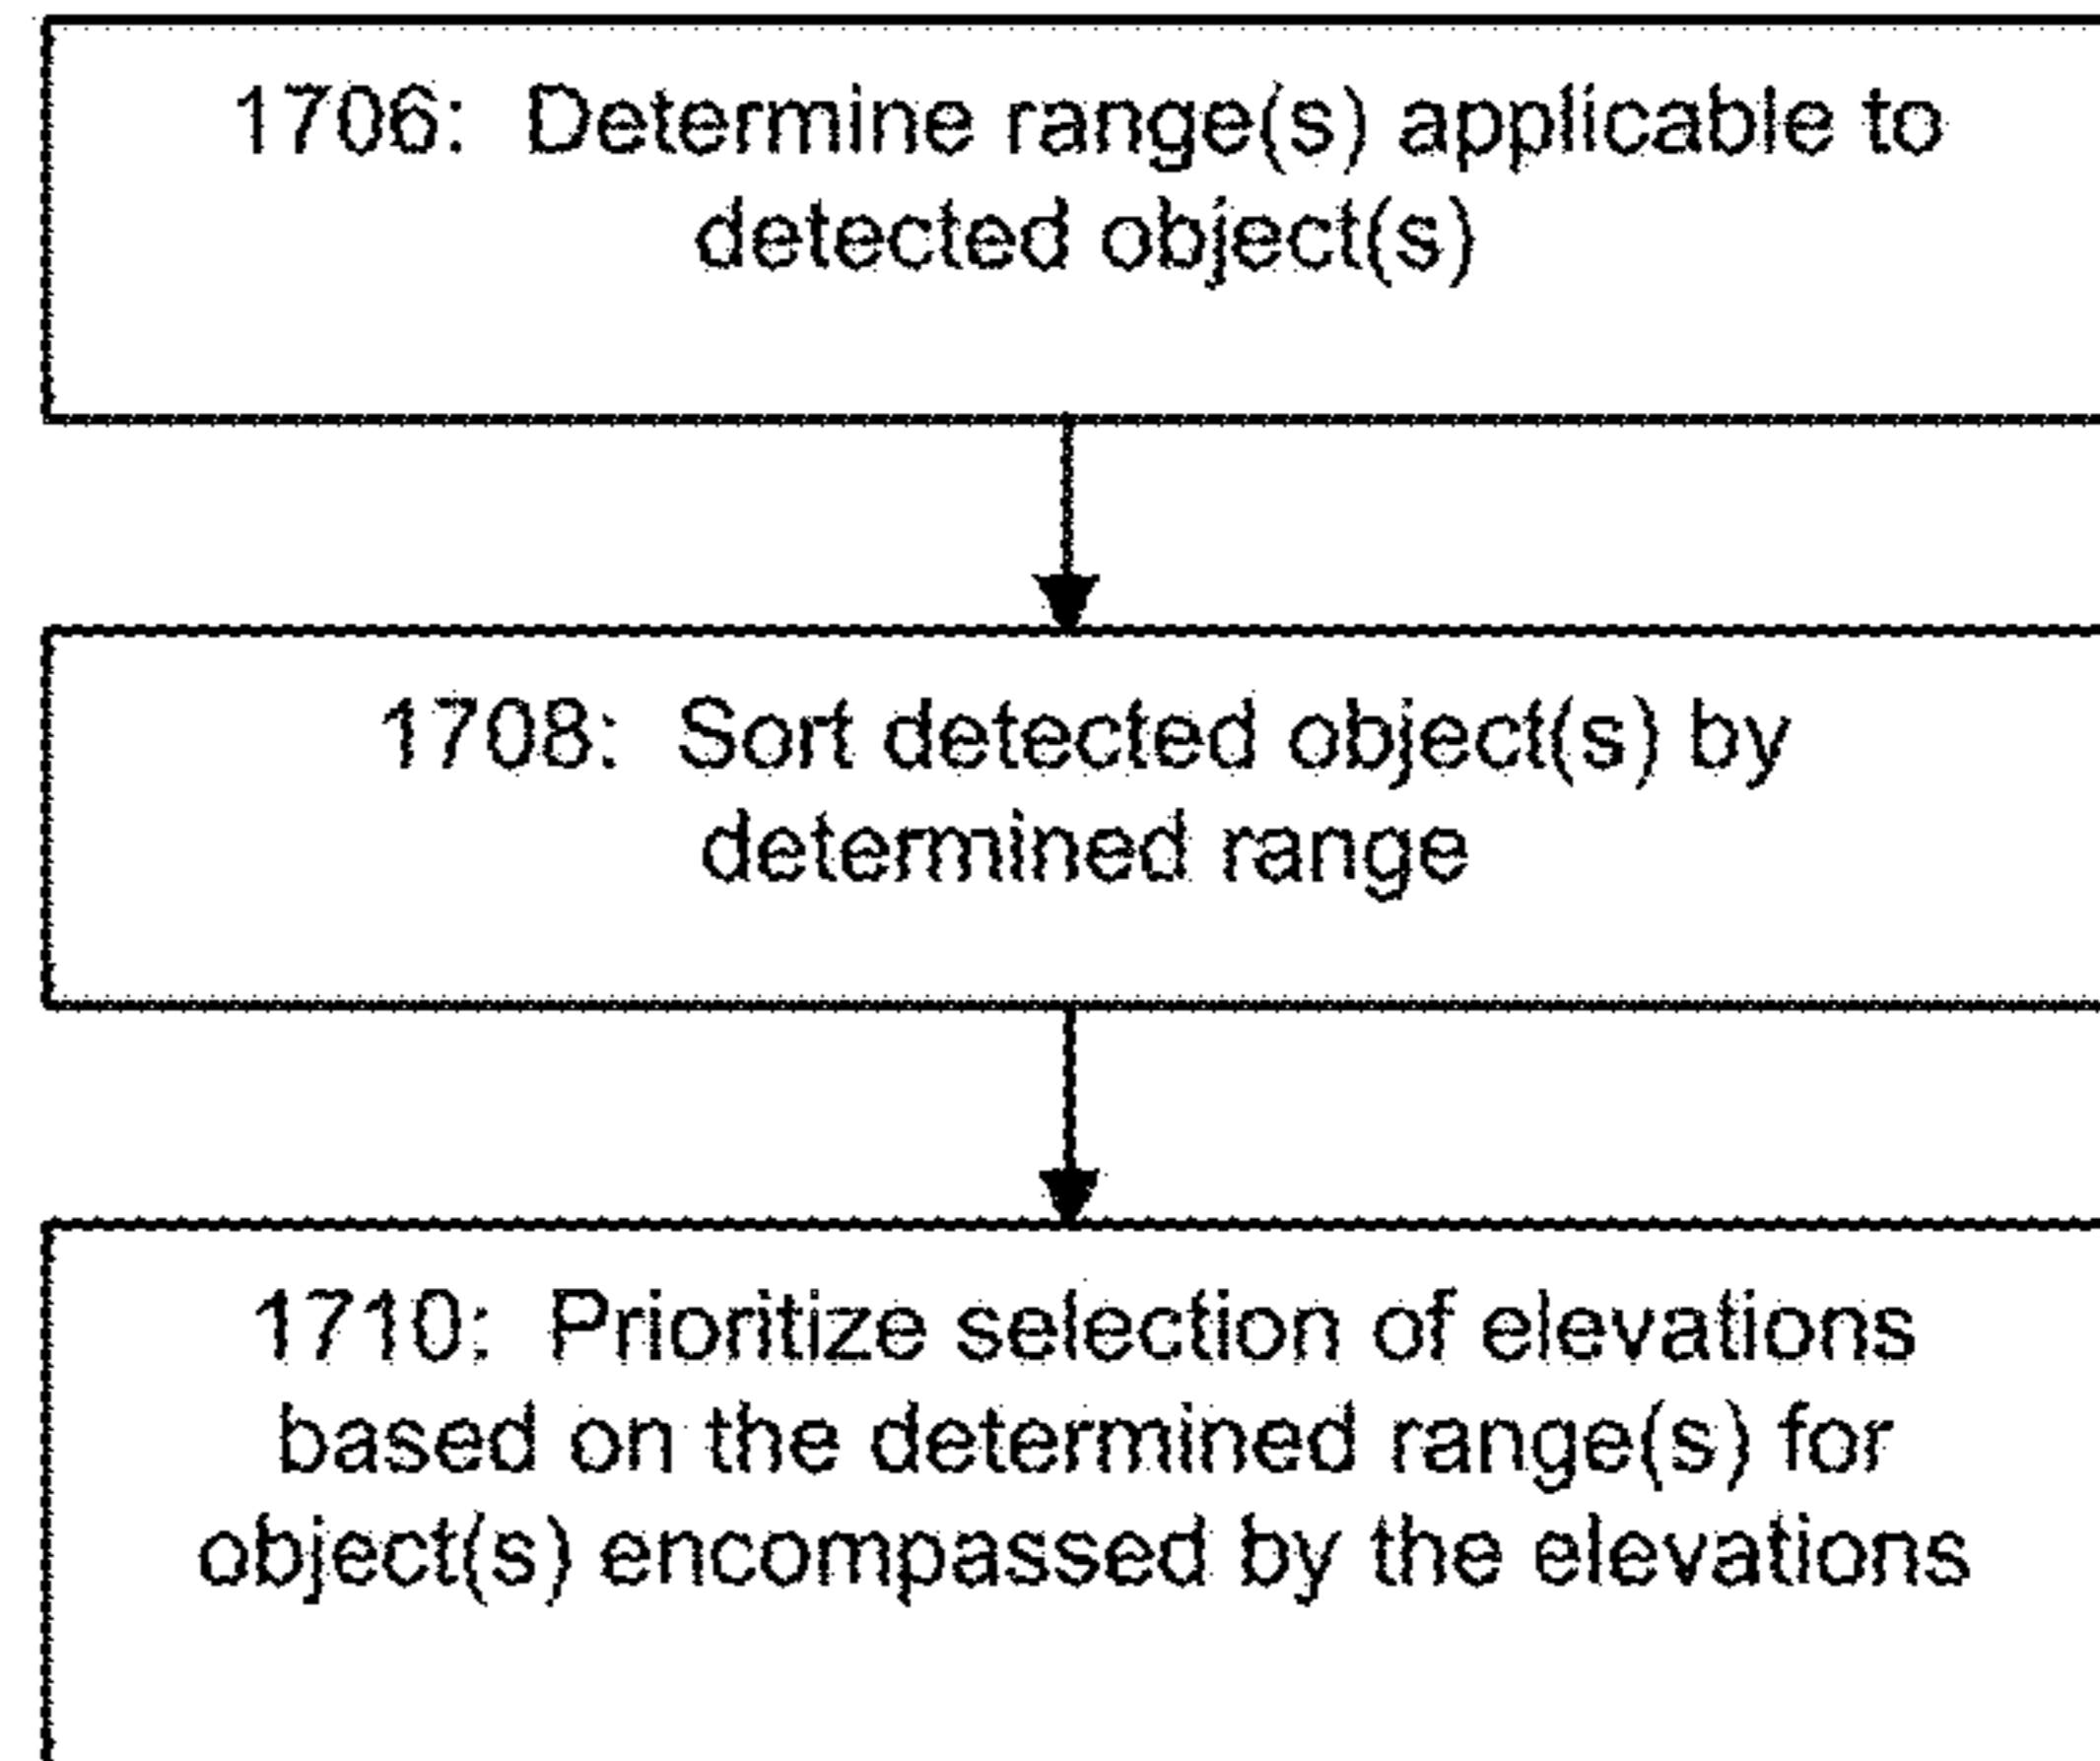 1706: Determine range(s) applicable to
detected object(s)
1708: Sort detected object(s) by
determined range
1710: Prioritize selection of elevations
based on the determined range(s) for
object(s) encompassed by the elevations